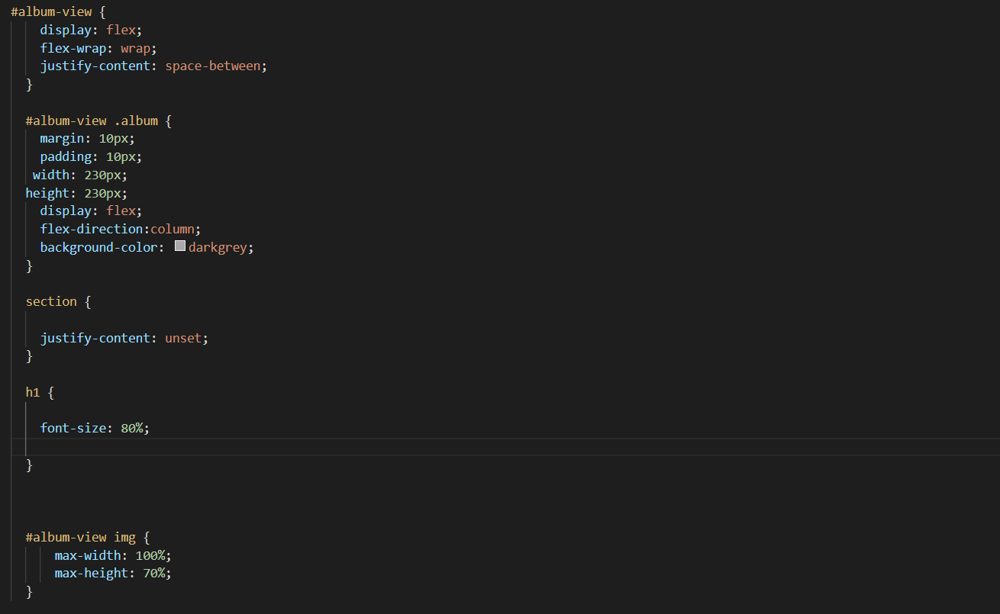 #album-view {
display: flex;
flex-wrap: wrap;
justify-content: space-between;
}
#album-view .album {
margin: 10px;
padding: 10px;
width: 230px;
height: 230px;
display: flex;
flex-direction:column;
background-color: darkgrey;
}
section {
justify-content: unset;
}
h1 {
font-size: 80%;
}
#album-view img {
max-width: 100%;
max-height: 70%;
}